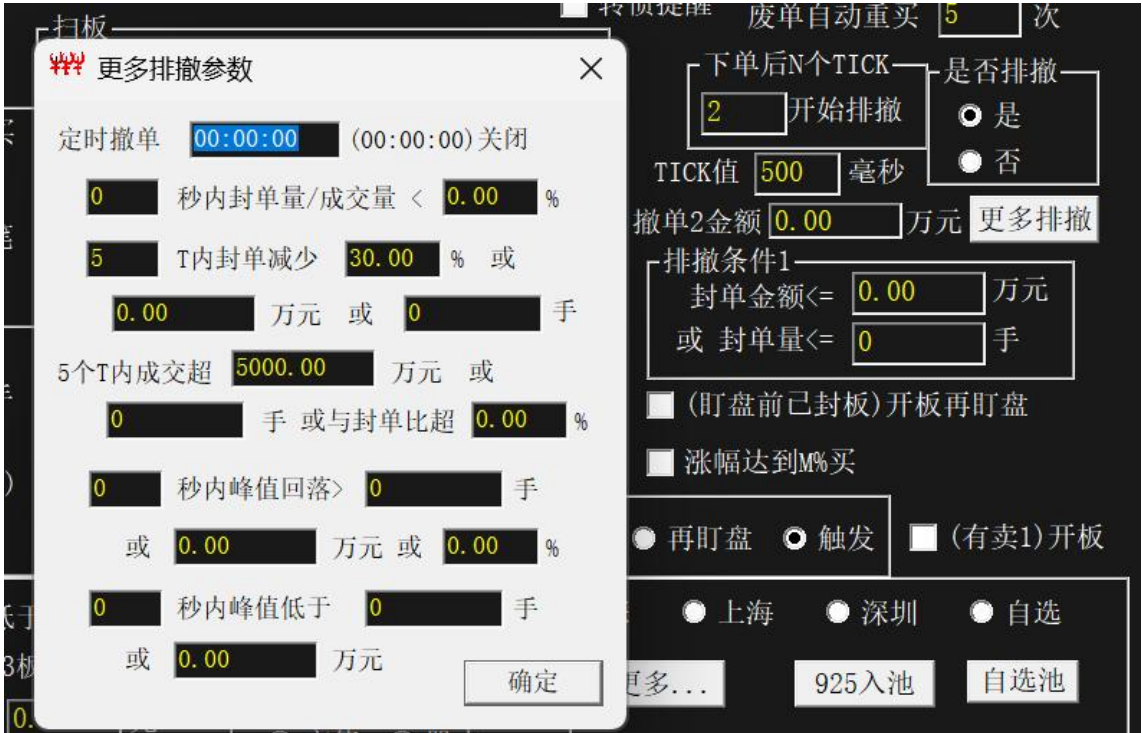 扫板
转债提醒
废单自动重买 5 次
更多排撤参数
定时撤单 00:00:00 (00:00:00)关闭
0 秒内封单量/成交量 < 0.00 %
5 T内封单减少 30.00 % 或
0.00 万元 或 0 手
5个T内成交超 5000.00 万元 或
0 手 或与封单比超 0.00 %
0 秒内峰值回落> 0 手
或 0.00 万元 或 0.00 %
0 秒内峰值低于 0 手
或 0.00 万元
确定
下单后N个TICK
2 开始排撤
是否排撤
是
否
TICK值 500 毫秒
撤单2金额 0.00 万元 更多排撤
排撤条件1
封单金额<= 0.00 万元
或 封单量<= 0 手
(盯盘前已封板)开板再盯盘
涨幅达到M%买
再盯盘 触发 (有卖1)开板
上海 深圳 自选
更多... 925入池 自选池
低于
3板
0.